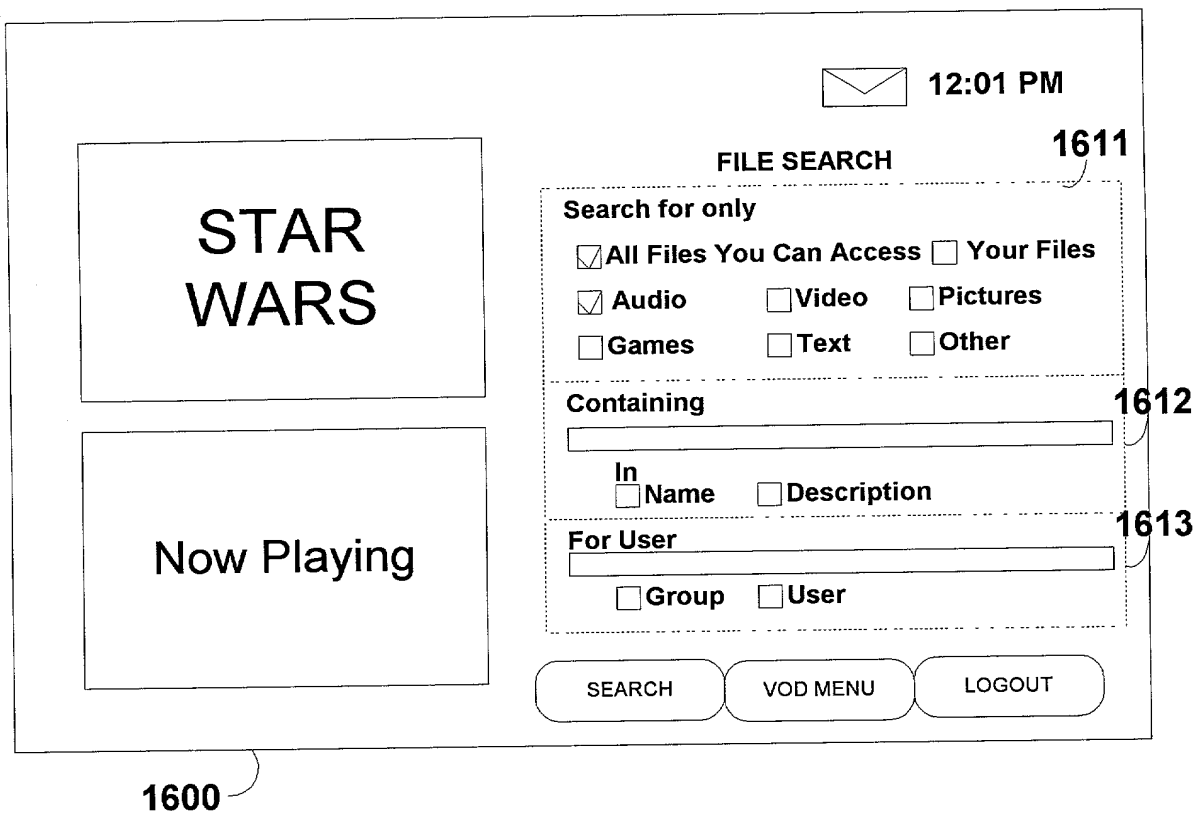 12:01 PM
STAR
WARS
Now Playing
FILE SEARCH
1611
Search for only
All Files You Can Access Your Files
Audio Video Pictures
Games Text Other
Containing
1612
In
Name Description
For User
1613
Group User
SEARCH VOD MENU LOGOUT
1600